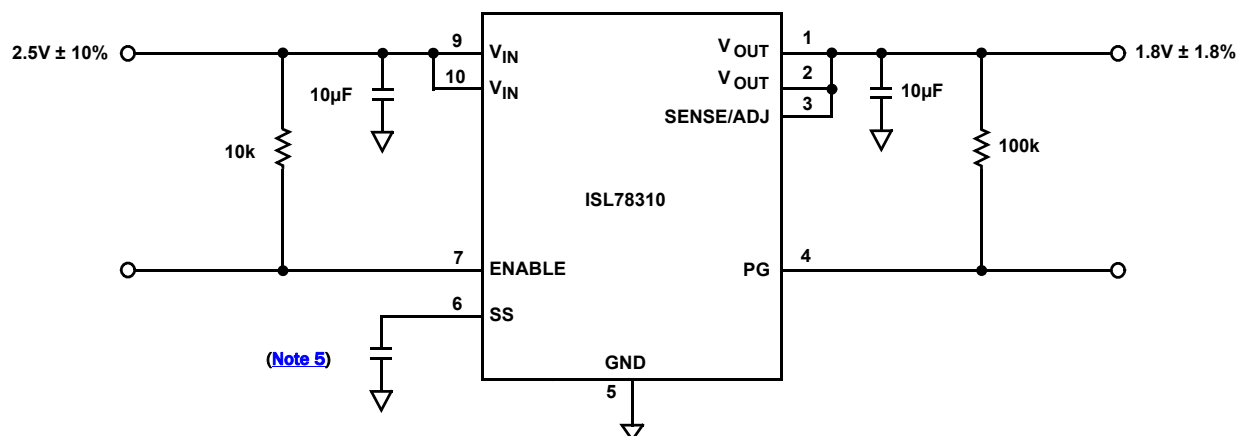 2.5V ± 10%
9
V_IN
10
V_IN
10µF
10k
7
ENABLE
6
SS
(Note 5)
ISL78310
GND
5
V_OUT
1
V_OUT
2
SENSE/ADJ
3
10µF
1.8V ± 1.8%
100k
PG
4